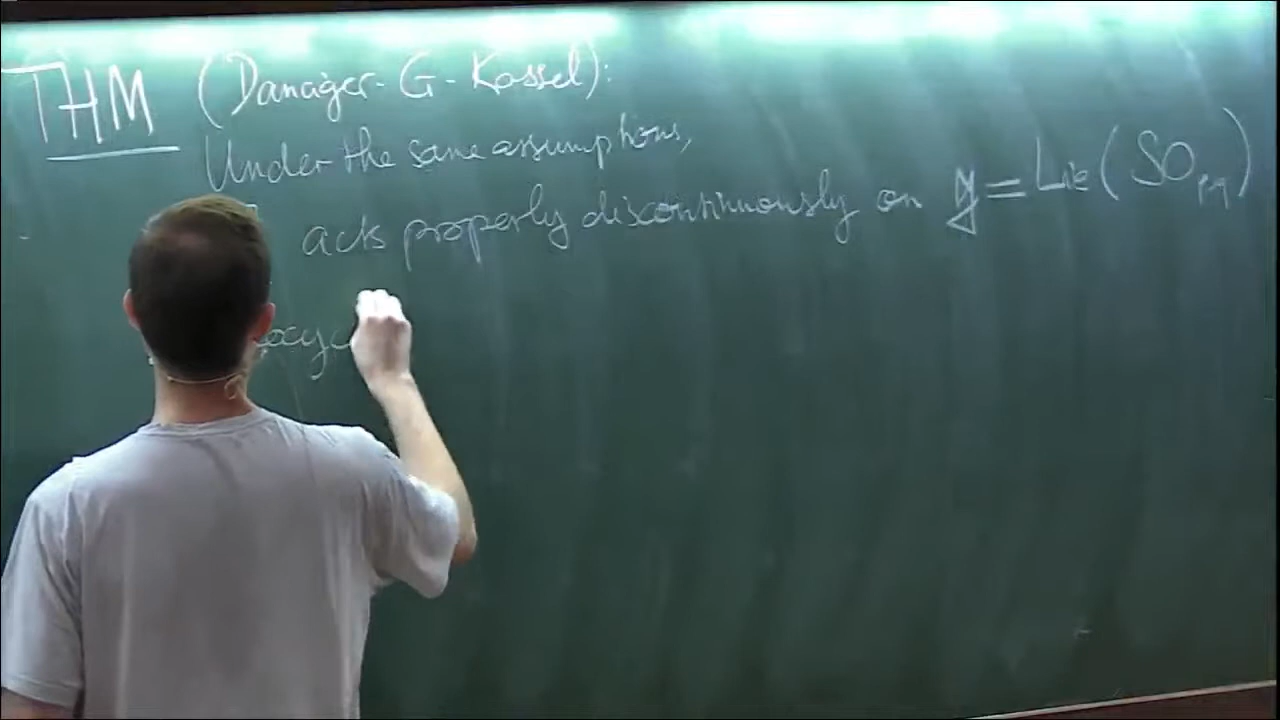 THM (Danciger-G-Kassel):
Under the same assumptions,
acts properly discontinuously on 𝔤 = Lie(SO_{p,q})